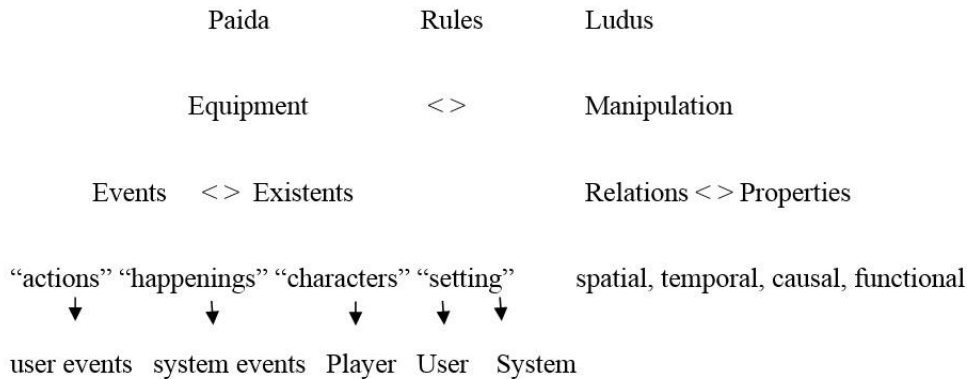 Paida Rules Ludus
Equipment < > Manipulation
Events < > Existents Relations < > Properties
“actions” “happenings” “characters” “setting” spatial, temporal, causal, functional
user events system events Player User System